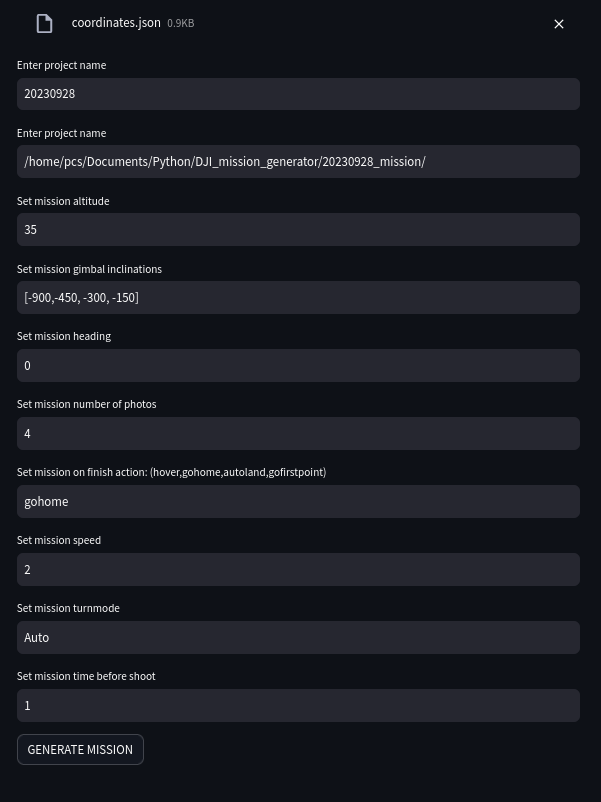 coordinates.json 0.9KB
Enter project name
20230928
Enter project name
/home/pcs/Documents/Python/DJI_mission_generator/20230928_mission/
Set mission altitude
35
Set mission gimbal inclinations
[-900,-450, -300, -150]
Set mission heading
0
Set mission number of photos
4
Set mission on finish action: (hover,gohome,autoland,gofirstpoint)
gohome
Set mission speed
2
Set mission turnmode
Auto
Set mission time before shoot
1
GENERATE MISSION